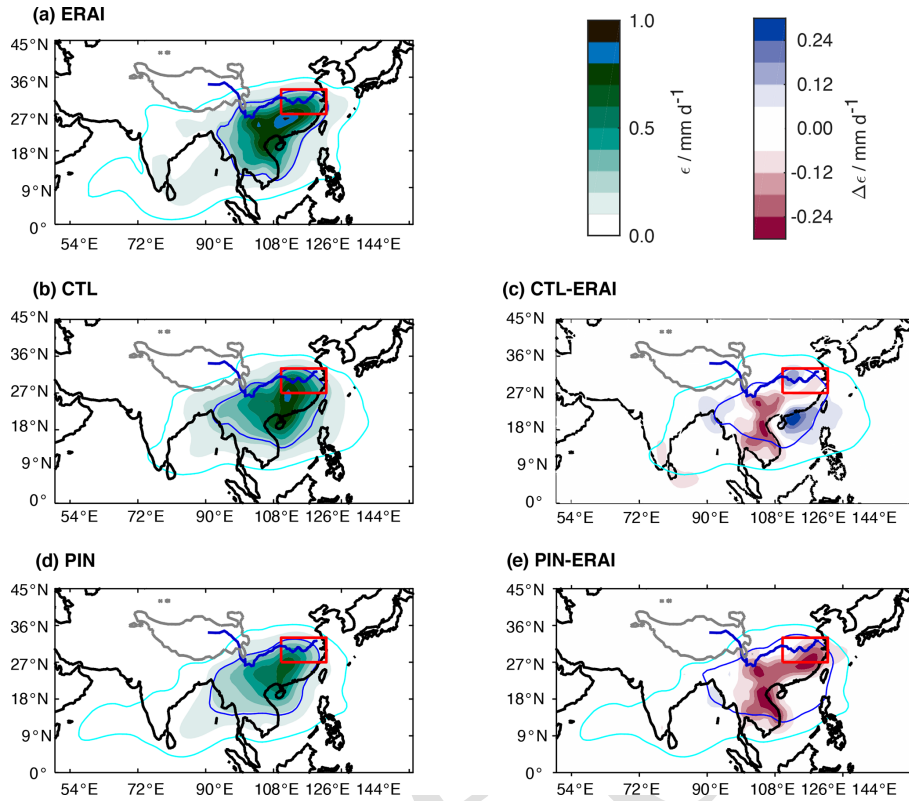 (a) ERAI
45°N
36°N
27°N
18°N
9°N
0°
54°E 72°E 90°E 108°E 126°E 144°E
1.0
0.5
0.0
ϵ / mm d⁻¹
0.24
0.12
0.00
-0.12
-0.24
Δϵ / mm d⁻¹
(b) CTL
45°N
36°N
27°N
18°N
9°N
0°
54°E 72°E 90°E 108°E 126°E 144°E
(c) CTL-ERAI
45°N
36°N
27°N
18°N
9°N
0°
54°E 72°E 90°E 108°E 126°E 144°E
(d) PIN
45°N
36°N
27°N
18°N
9°N
0°
54°E 72°E 90°E 108°E 126°E 144°E
(e) PIN-ERAI
45°N
36°N
27°N
18°N
9°N
0°
54°E 72°E 90°E 108°E 126°E 144°E